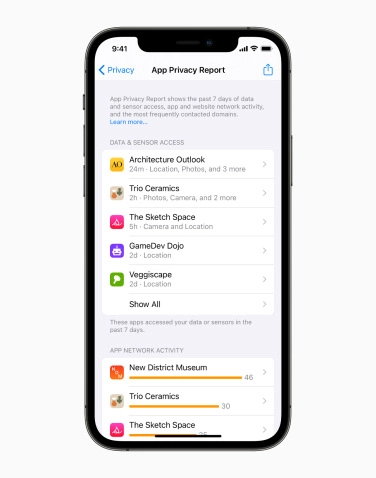 9:41
Privacy
App Privacy Report
App Privacy Report shows the past 7 days of data
and sensor access, app and website network activity,
and the most frequently contacted domains.
Learn more...
DATA & SENSOR ACCESS
AO
Architecture Outlook
24m · Location, Photos, and 3 more
Trio Ceramics
2h · Photos, Camera, and 2 more
The Sketch Space
5h · Camera and Location
GameDev Dojo
2d · Location
Veggiscape
2d · Location
Show All
These apps accessed your data or sensors in the
past 7 days.
APP NETWORK ACTIVITY
New District Museum
46
Trio Ceramics
30
The Sketch Space